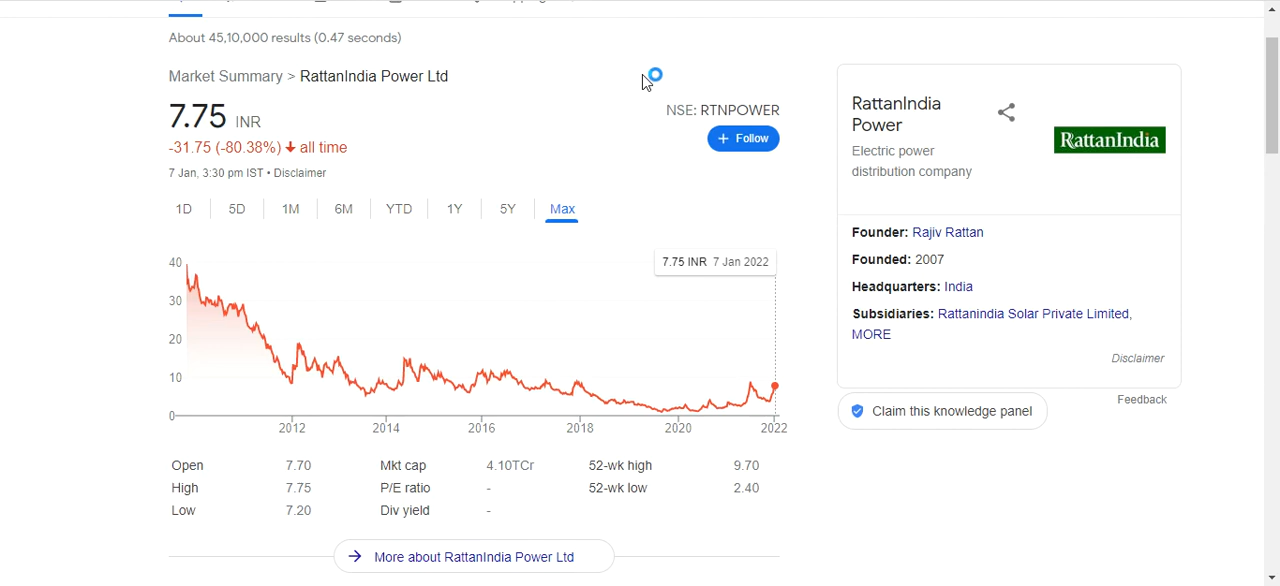 About 45,10,000 results (0.47 seconds)
Market Summary > RattanIndia Power Ltd
7.75 INR
NSE: RTNPOWER
+ Follow
-31.75 (-80.38%) ↓ all time
7 Jan, 3:30 pm IST • Disclaimer
1D 5D 1M 6M YTD 1Y 5Y Max
7.75 INR 7 Jan 2022
40
30
20
10
0
2012 2014 2016 2018 2020 2022
Open 7.70 Mkt cap 4.10TCr 52-wk high 9.70
High 7.75 P/E ratio - 52-wk low 2.40
Low 7.20 Div yield -
→ More about RattanIndia Power Ltd
RattanIndia
Power
Electric power
distribution company
RattanIndia
Founder: Rajiv Rattan
Founded: 2007
Headquarters: India
Subsidiaries: Rattanindia Solar Private Limited,
MORE
Disclaimer
Feedback
Claim this knowledge panel